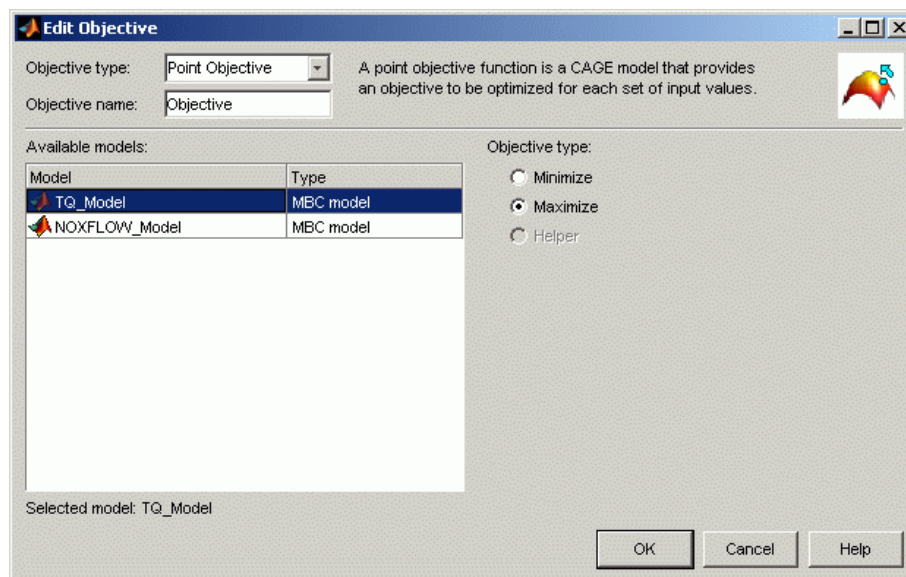 Edit Objective
Objective type: Point Objective
Objective name: Objective
A point objective function is a CAGE model that provides
an objective to be optimized for each set of input values.
Available models:
Model Type
TQ_Model MBC model
NOXFLOW_Model MBC model
Selected model: TQ_Model
Objective type:
Minimize
Maximize
Helper
OK Cancel Help